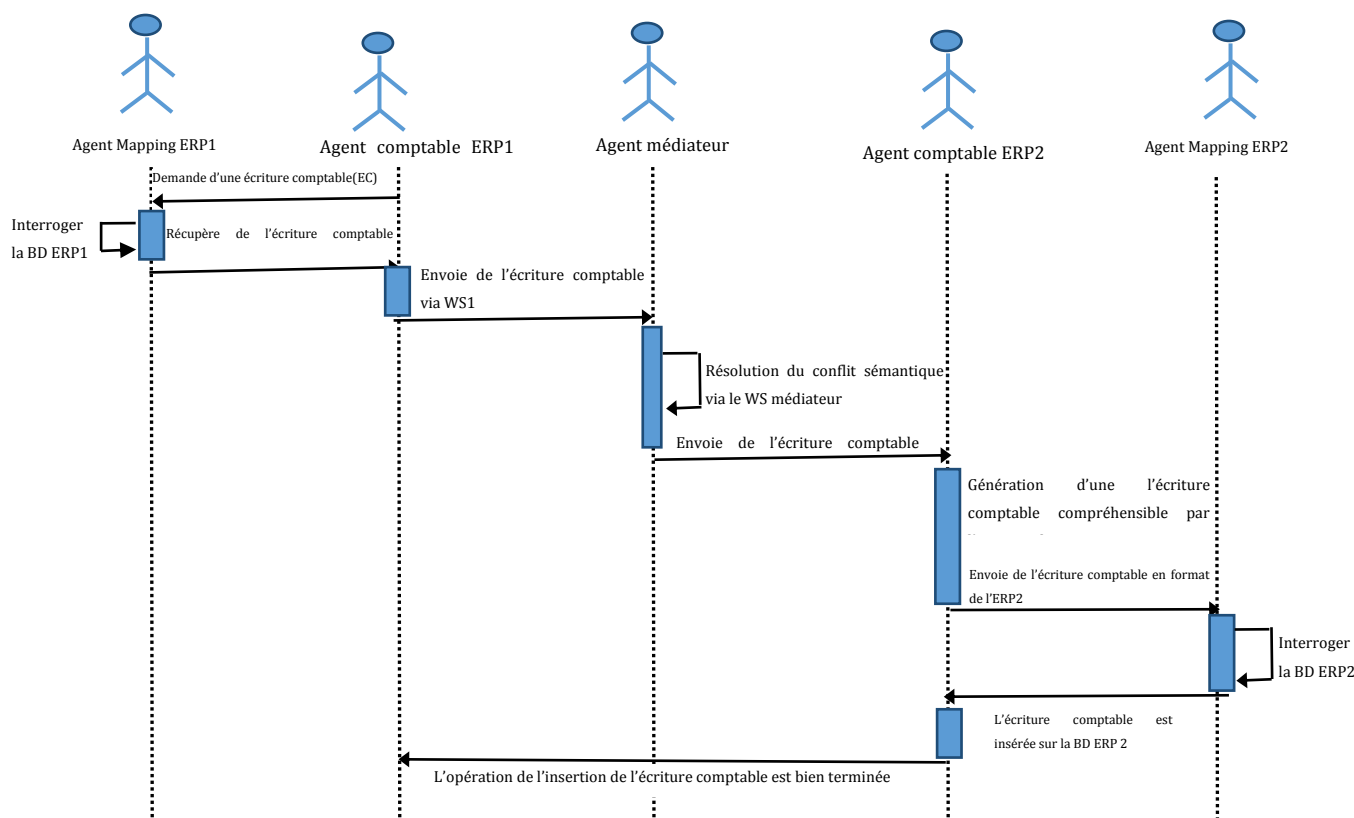 Agent Mapping ERP1
Agent comptable ERP1
Agent médiateur
Agent comptable ERP2
Agent Mapping ERP2
Demande d'une écriture comptable(EC)
Interroger
la BD ERP1
Récupère de l'écriture comptable
Envoie de l'écriture comptable
via WS1
Résolution du conflit sémantique
via le WS médiateur
Envoie de l'écriture comptable
Génération d'une l'écriture
comptable compréhensible par
Envoie de l'écriture comptable en format
de l'ERP2
Interroger
la BD ERP2
L'écriture comptable est
insérée sur la BD ERP 2
L'opération de l'insertion de l'écriture comptable est bien terminée